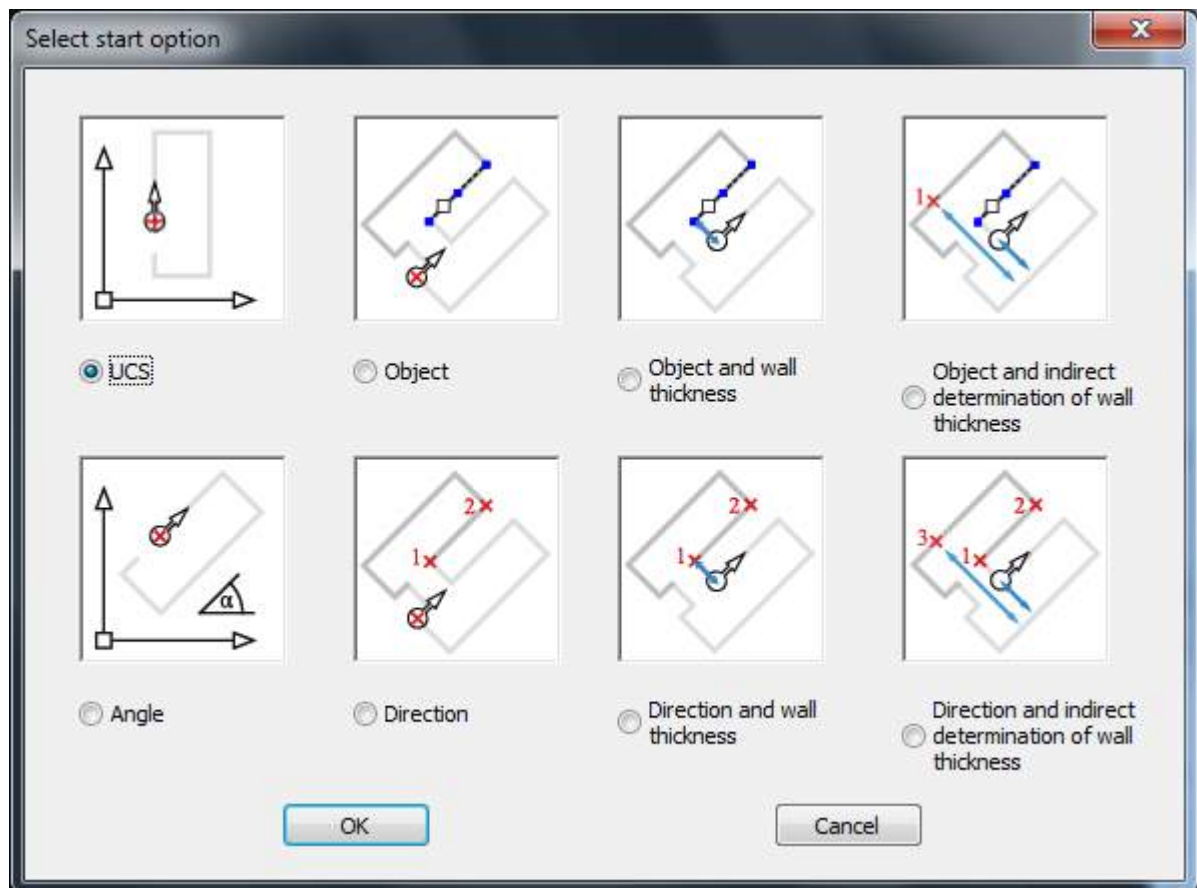 Select start option
1
UCS
Object
Object and wall
thickness
Object and indirect
determination of wall
thickness
α
2
1
2
1
2
3
1
Angle
Direction
Direction and wall
thickness
Direction and indirect
determination of wall
thickness
OK
Cancel